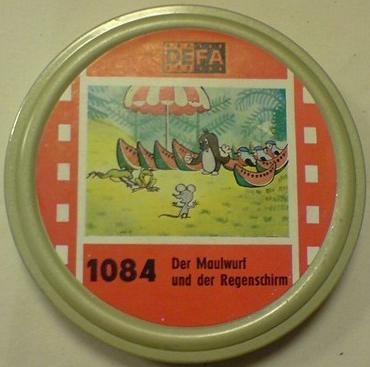 DEFA
1084
Der Maulwurf
und der Regenschirm